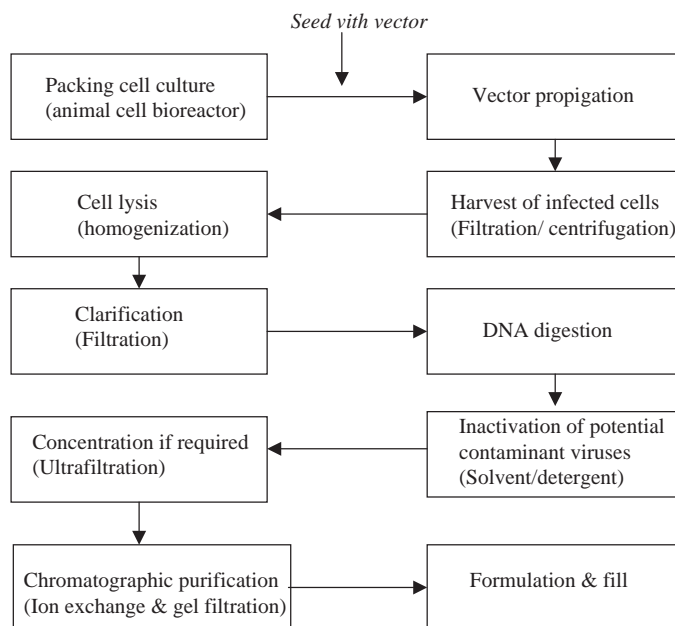 Seed vith vector
Packing cell culture
(animal cell bioreactor)
Vector propigation
Harvest of infected cells
(Filtration/ centrifugation)
Cell lysis
(homogenization)
Clarification
(Filtration)
DNA digestion
Inactivation of potential
contaminant viruses
(Solvent/detergent)
Concentration if required
(Ultrafiltration)
Chromatographic purification
(Ion exchange & gel filtration)
Formulation & fill